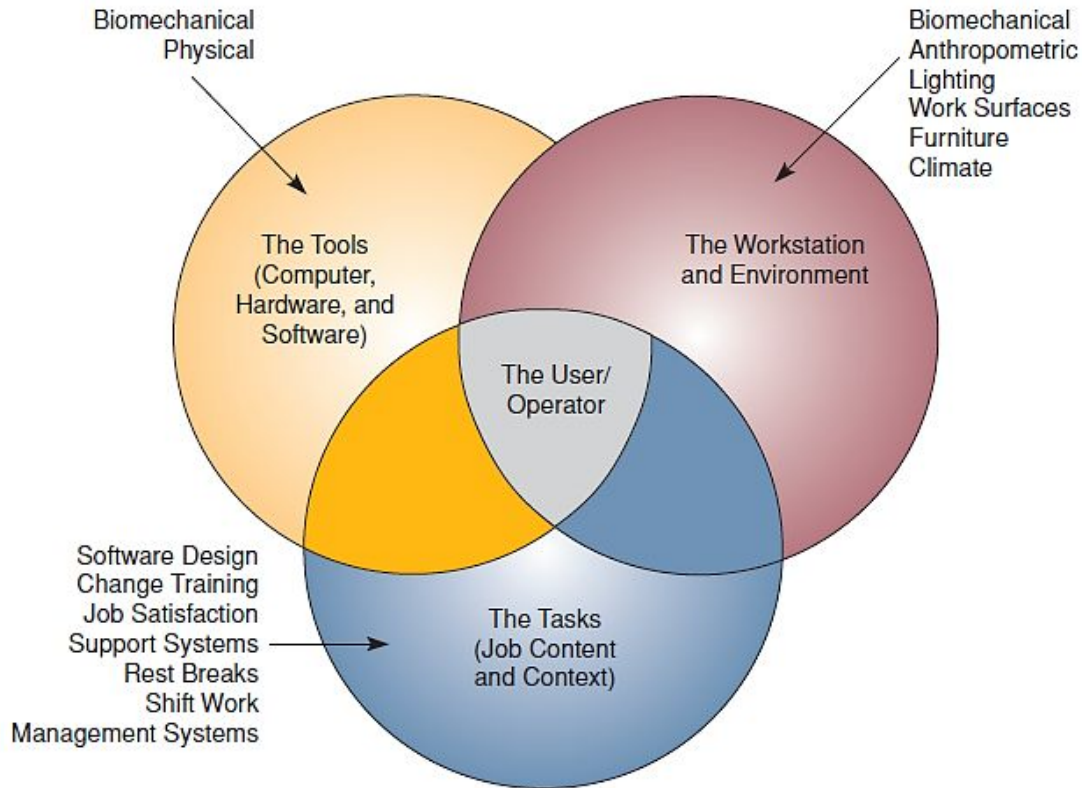 Biomechanical
Physical
Biomechanical
Anthropometric
Lighting
Work Surfaces
Furniture
Climate
The Tools
(Computer,
Hardware, and
Software)
The Workstation
and Environment
The User/
Operator
Software Design
Change Training
Job Satisfaction
Support Systems
Rest Breaks
Shift Work
Management Systems
The Tasks
(Job Content
and Context)